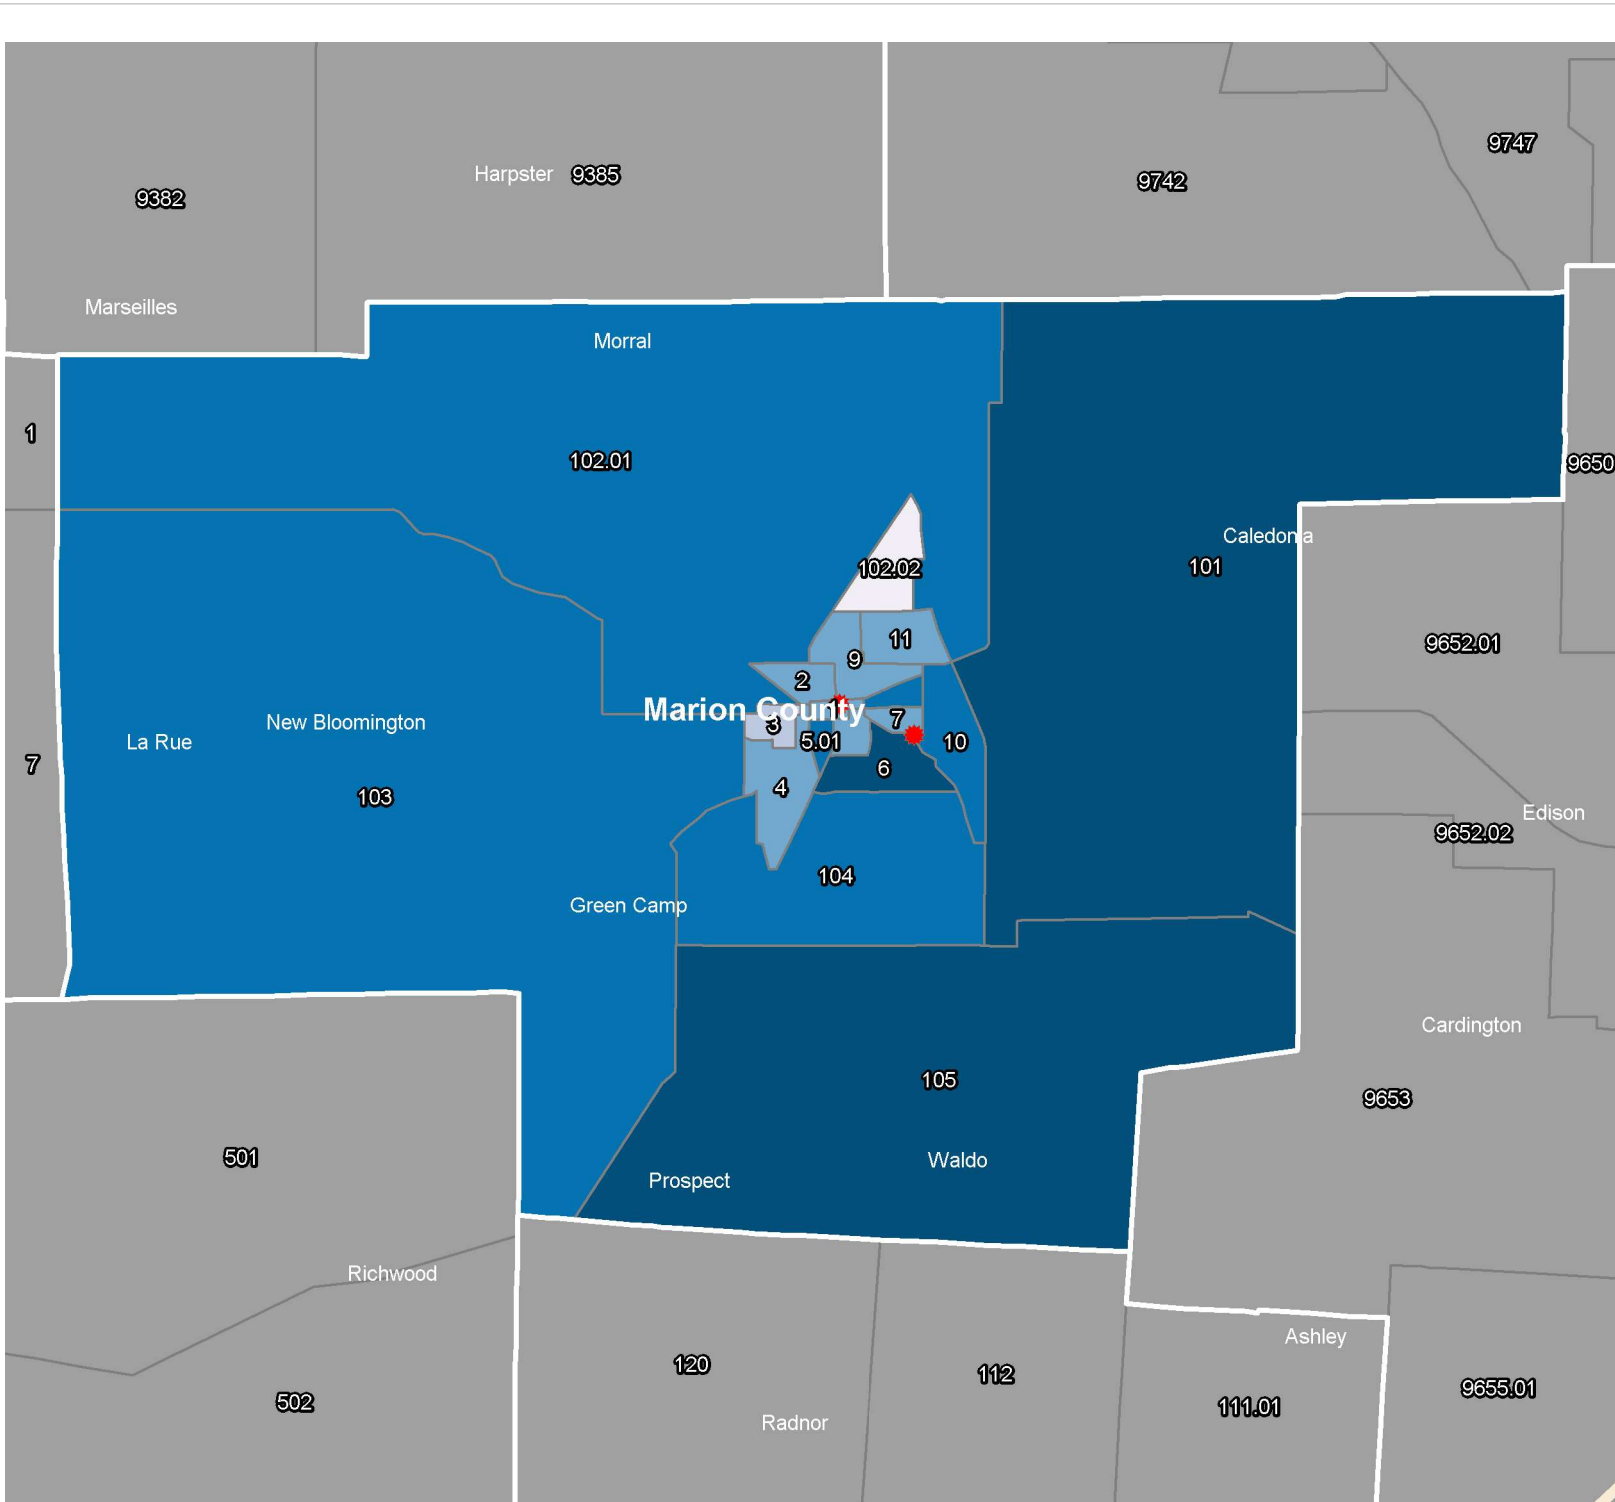 9747
Harpster 9385
9742
9382
Marseilles
Morral
1
102.01
9650
Caledonia
102.02
101
11
9652.01
9
2
Marion County
1
New Bloomington
3
7
La Rue
5.01
10
7
6
4
103
Edison
9652.02
104
Green Camp
Cardington
105
9653
501
Waldo
Prospect
Richwood
Ashley
120
112
9655.01
502
111.01
Radnor